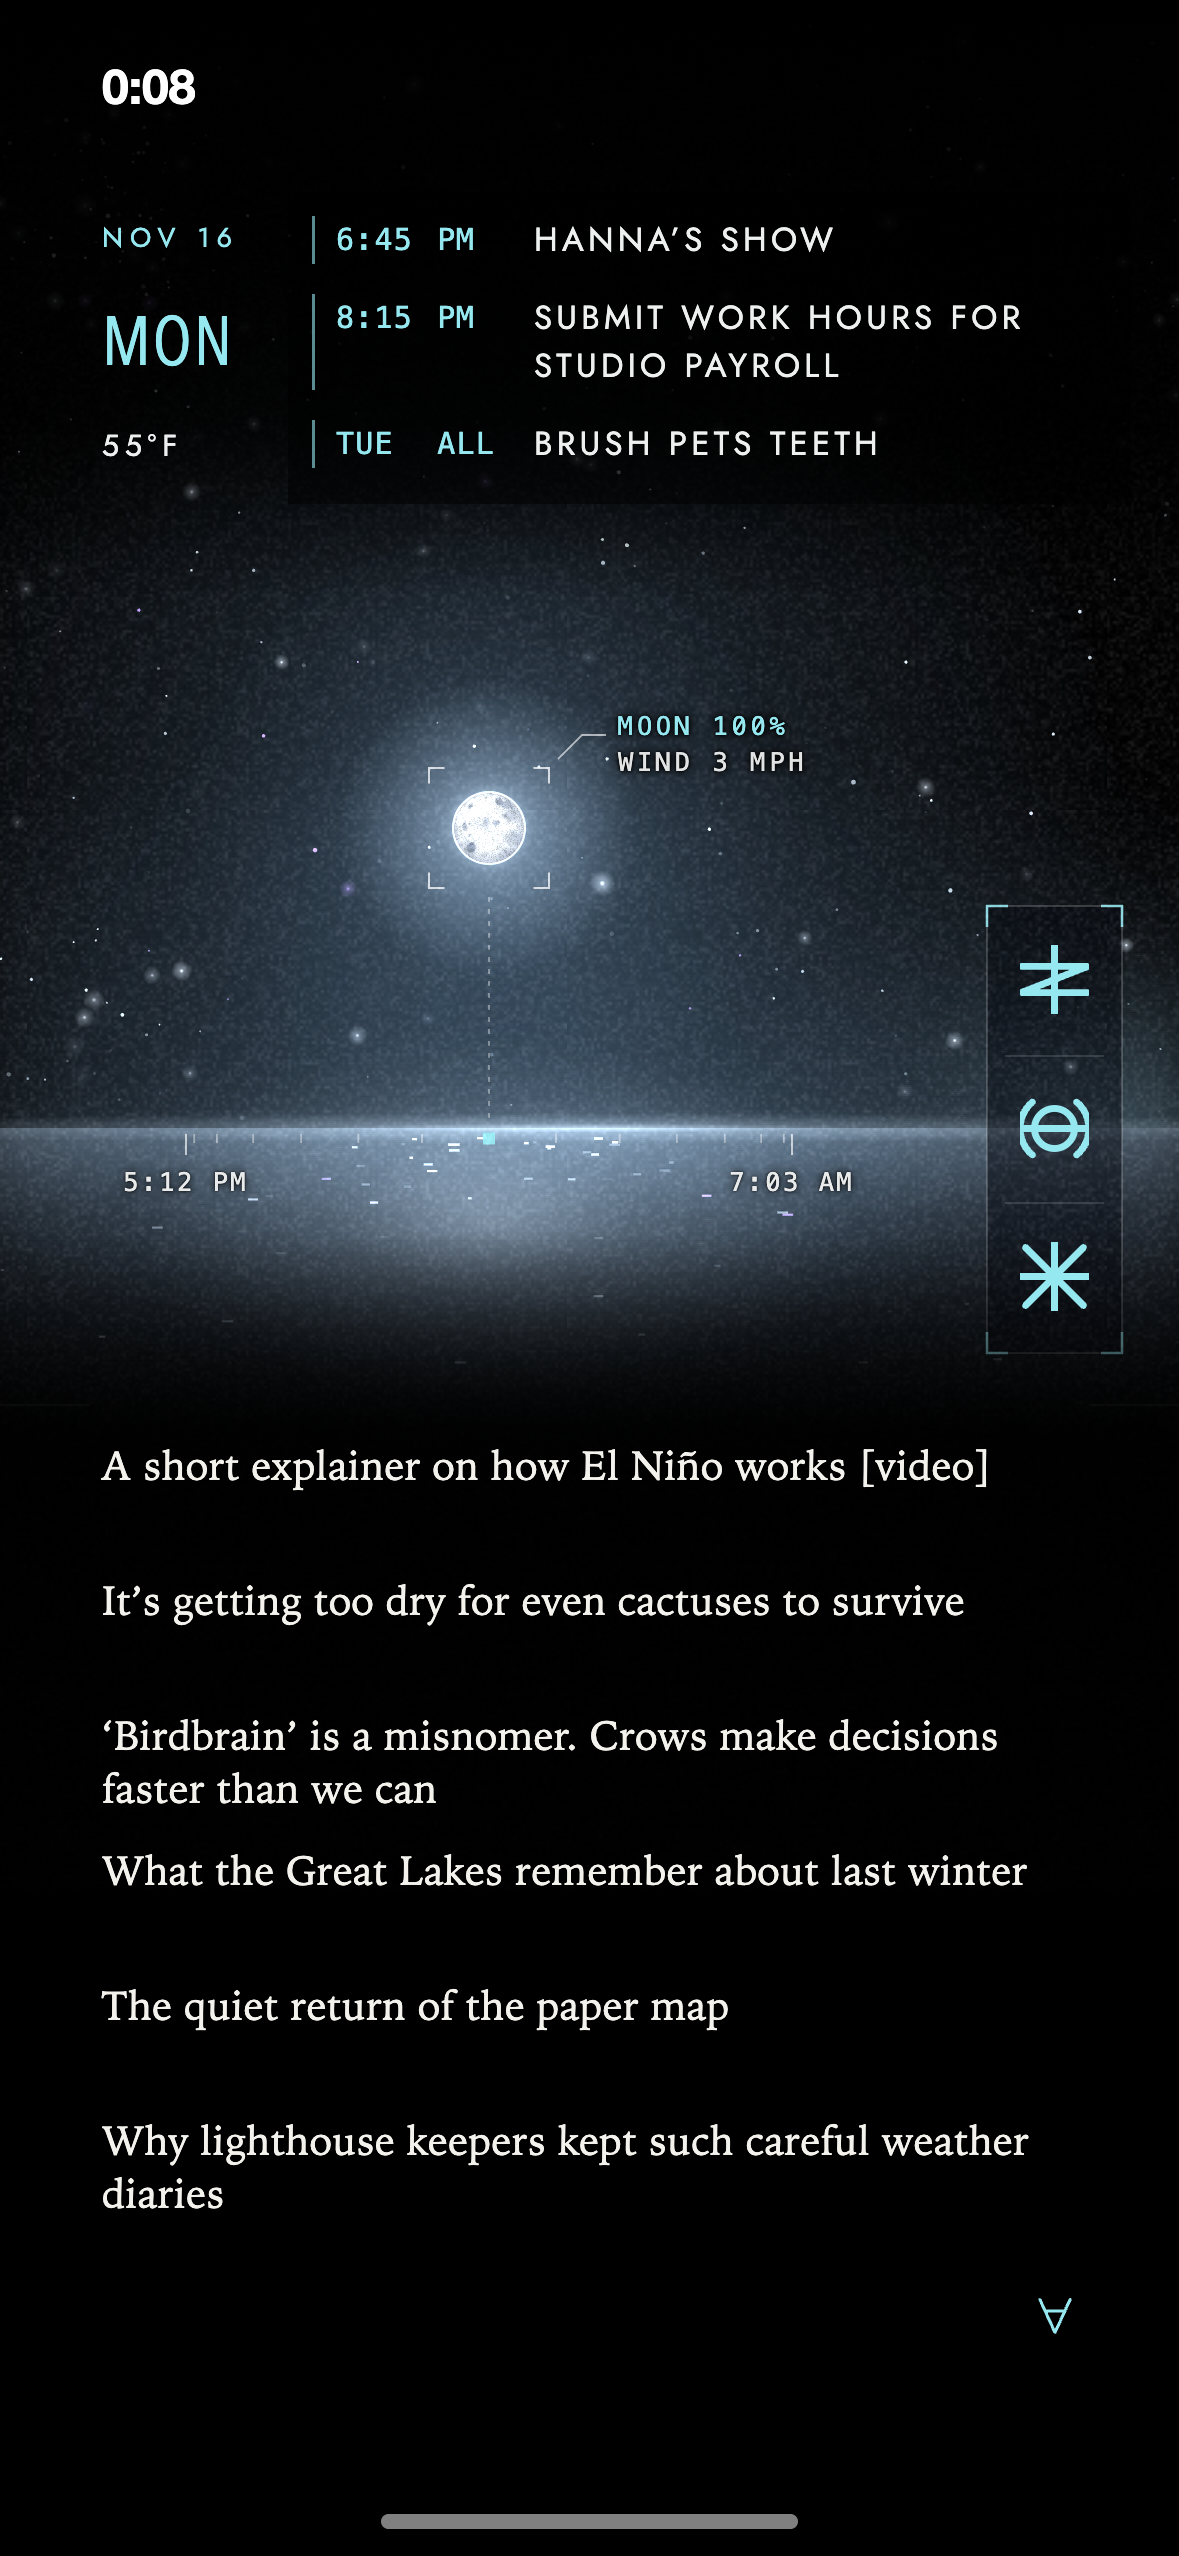 0:08
NOV 16
MON
55°F
6:45 PM HANNA’S SHOW
8:15 PM SUBMIT WORK HOURS FOR
STUDIO PAYROLL
TUE ALL BRUSH PETS TEETH
MOON 100%
WIND 3 MPH
5:12 PM
7:03 AM
A short explainer on how El Niño works [video]
It’s getting too dry for even cactuses to survive
‘Birdbrain’ is a misnomer. Crows make decisions
faster than we can
What the Great Lakes remember about last winter
The quiet return of the paper map
Why lighthouse keepers kept such careful weather
diaries